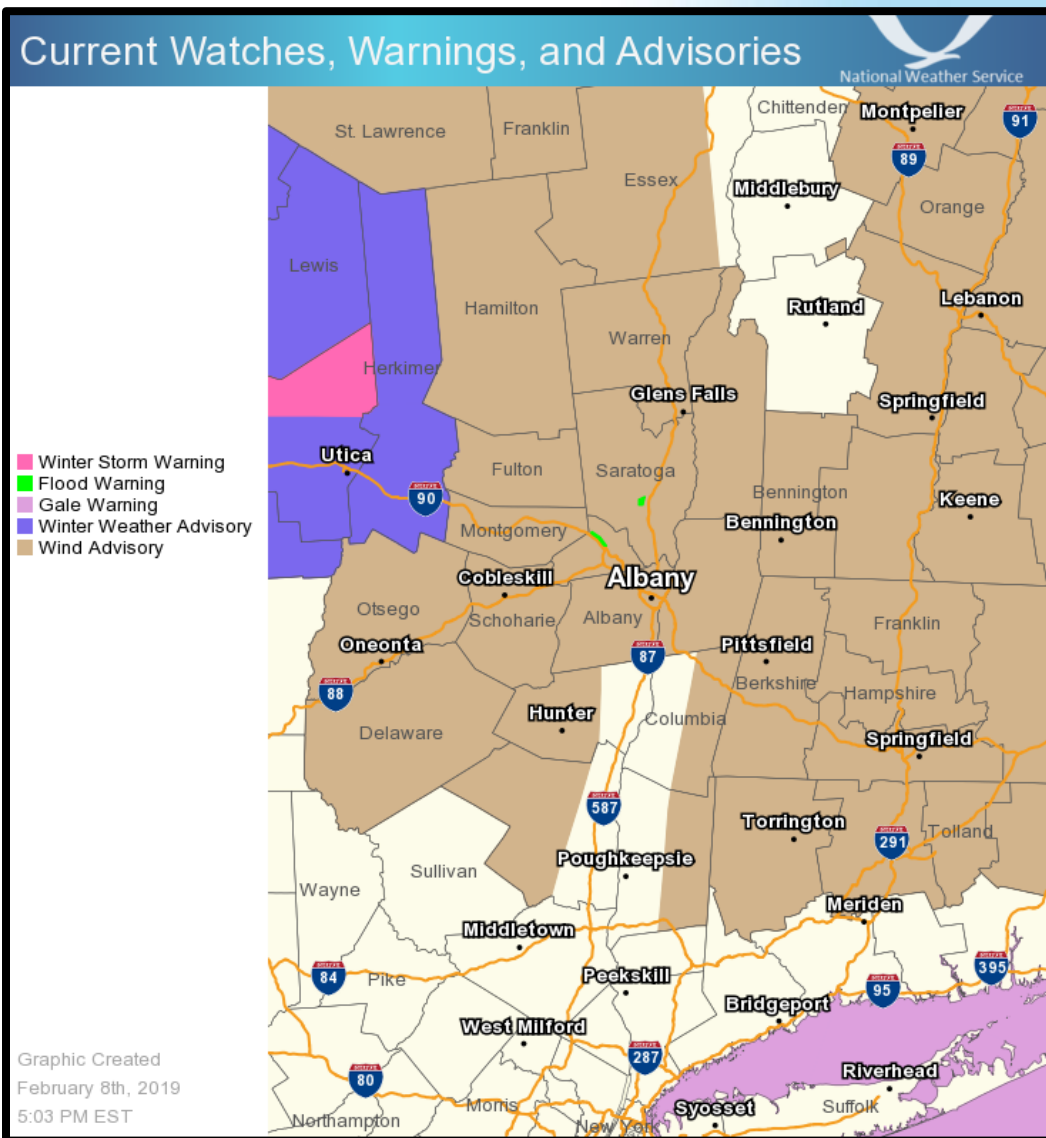 Current Watches, Warnings, and Advisories
National Weather Service
Winter Storm Warning
Flood Warning
Gale Warning
Winter Weather Advisory
Wind Advisory
Graphic Created
February 8th, 2019
5:03 PM EST
Chittenden
Montpelier
91
St. Lawrence
Franklin
89
Essex
Middlebury
Orange
Lewis
Hamilton
Rutland
Lebanon
Warren
Herkimer
Glens Falls
Springfield
Utica
Fulton
Saratoga
90
Bennington
Keene
Montgomery
Bennington
Cobleskill
Albany
Otsego
Schoharie
Albany
Franklin
Oneonta
87
Pittsfield
88
Berkshire
Hampshire
Hunter
Columbia
Delaware
Springfield
587
Torrington
291
Tolland
Poughkeepsie
Sullivan
Wayne
Meriden
Middletown
84
Pike
Peekskill
395
95
Bridgeport
West Milford
287
80
Riverhead
Morris
Syosset
Suffolk
Northampton
New York